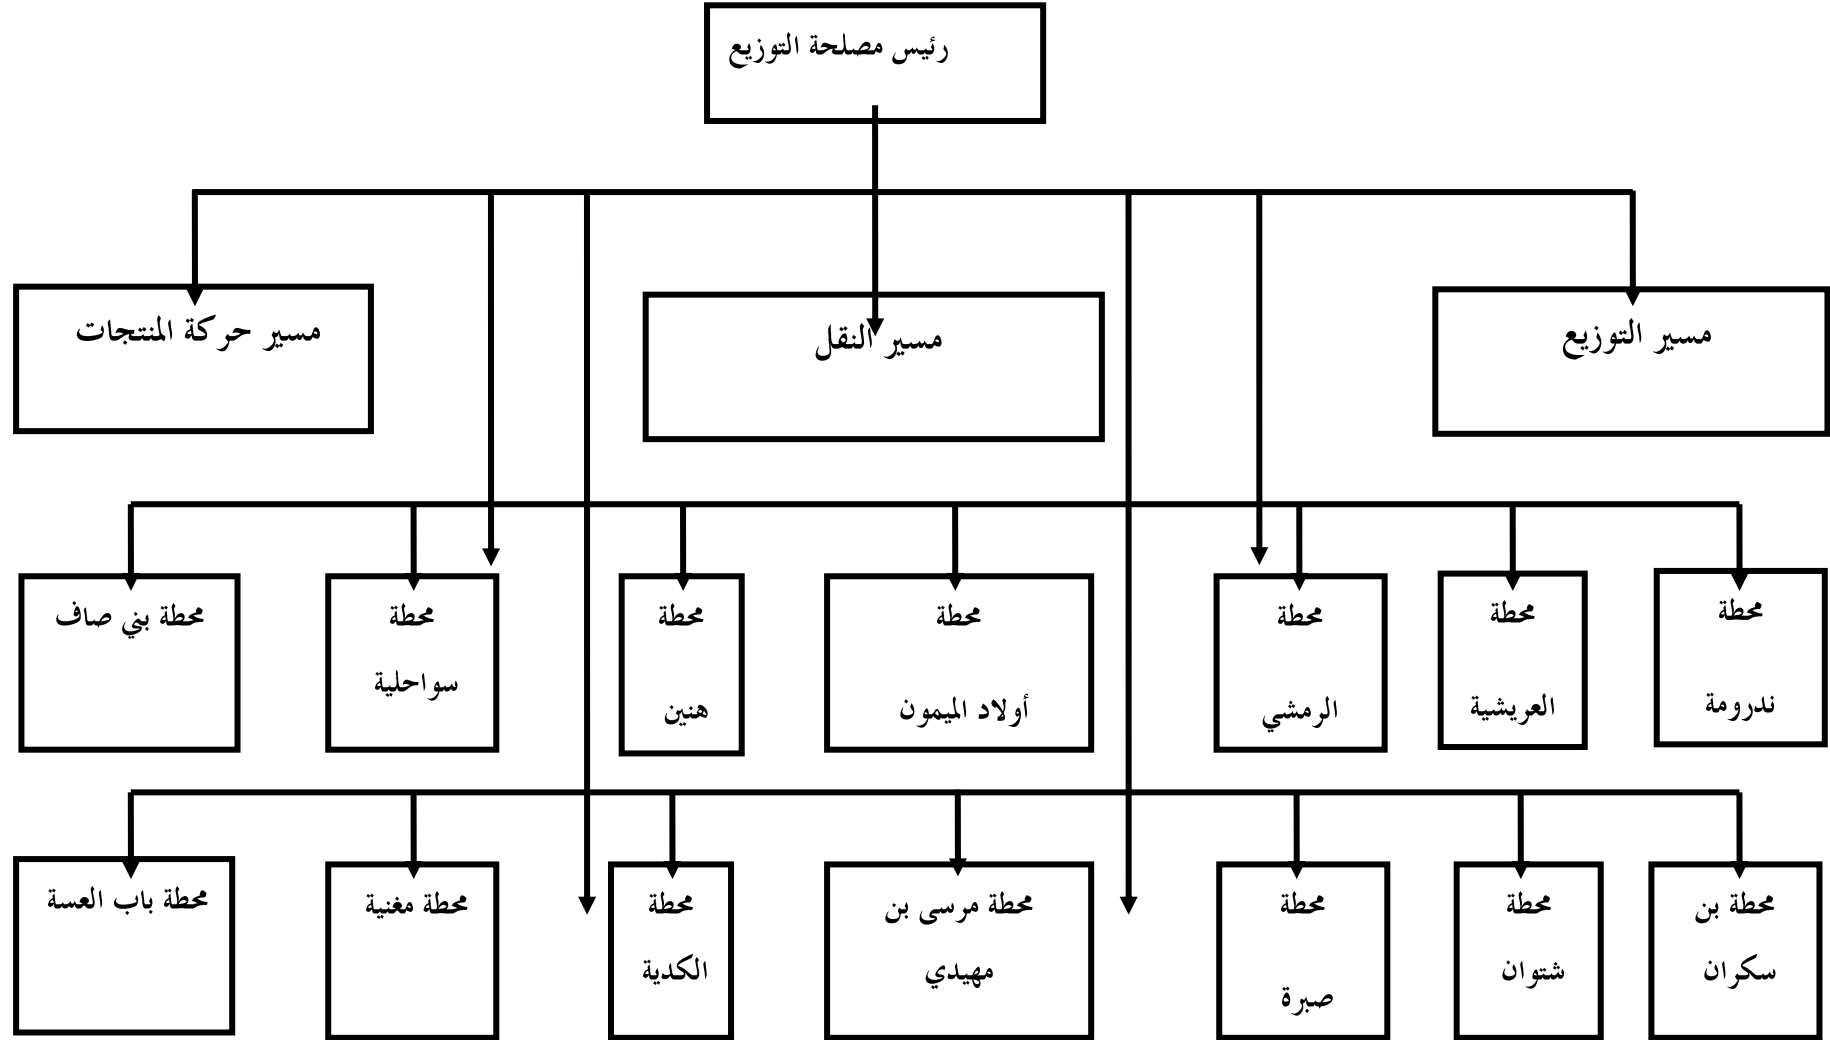 رئيس مصلحة التوزيع
مسير التوزيع
مسير النقل
مسير حركة المنتجات
محطة
ندرومة
محطة
العريشية
محطة
الرمشي
محطة
أولاد الميمون
محطة
هنين
محطة
سواحلية
محطة بني صاف
محطة بن
سكران
محطة
شتوان
محطة
صبرة
محطة مرسى بن
مهيدي
محطة
الكدية
محطة مغنية
محطة باب العسة